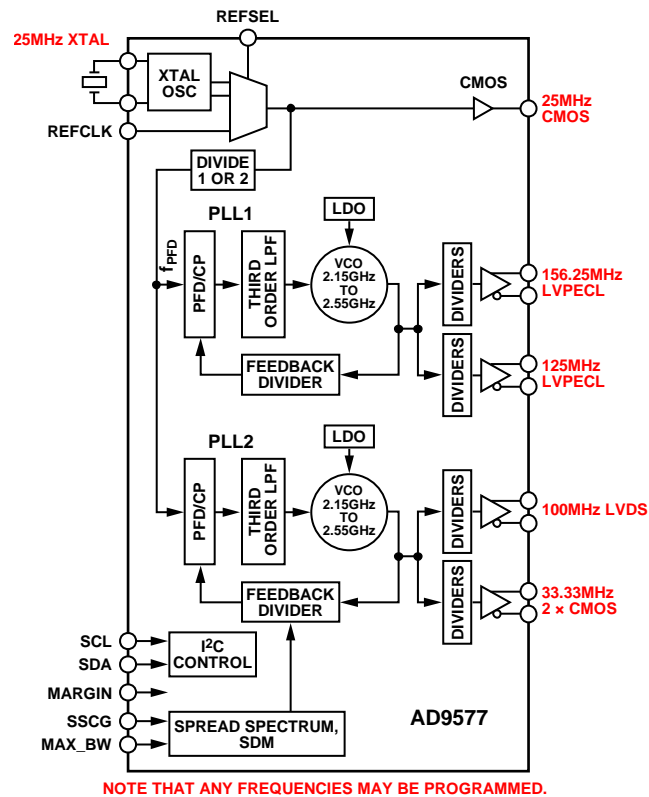 REFSEL
25MHz XTAL
XTAL
OSC
CMOS
25MHz
CMOS
REFCLK
DIVIDE
1 OR 2
LDO
PLL1
fPFD
PFD/CP
THIRD
ORDER LPF
VCO
2.15GHz
TO
2.55GHz
DIVIDERS
156.25MHz
LVPECL
FEEDBACK
DIVIDER
DIVIDERS
125MHz
LVPECL
LDO
PLL2
PFD/CP
THIRD
ORDER LPF
VCO
2.15GHz
TO
2.55GHz
DIVIDERS
100MHz LVDS
FEEDBACK
DIVIDER
DIVIDERS
33.33MHz
2 × CMOS
SCL
SDA
I2C
CONTROL
MARGIN
SSCG
MAX_BW
SPREAD SPECTRUM,
SDM
AD9577
NOTE THAT ANY FREQUENCIES MAY BE PROGRAMMED.